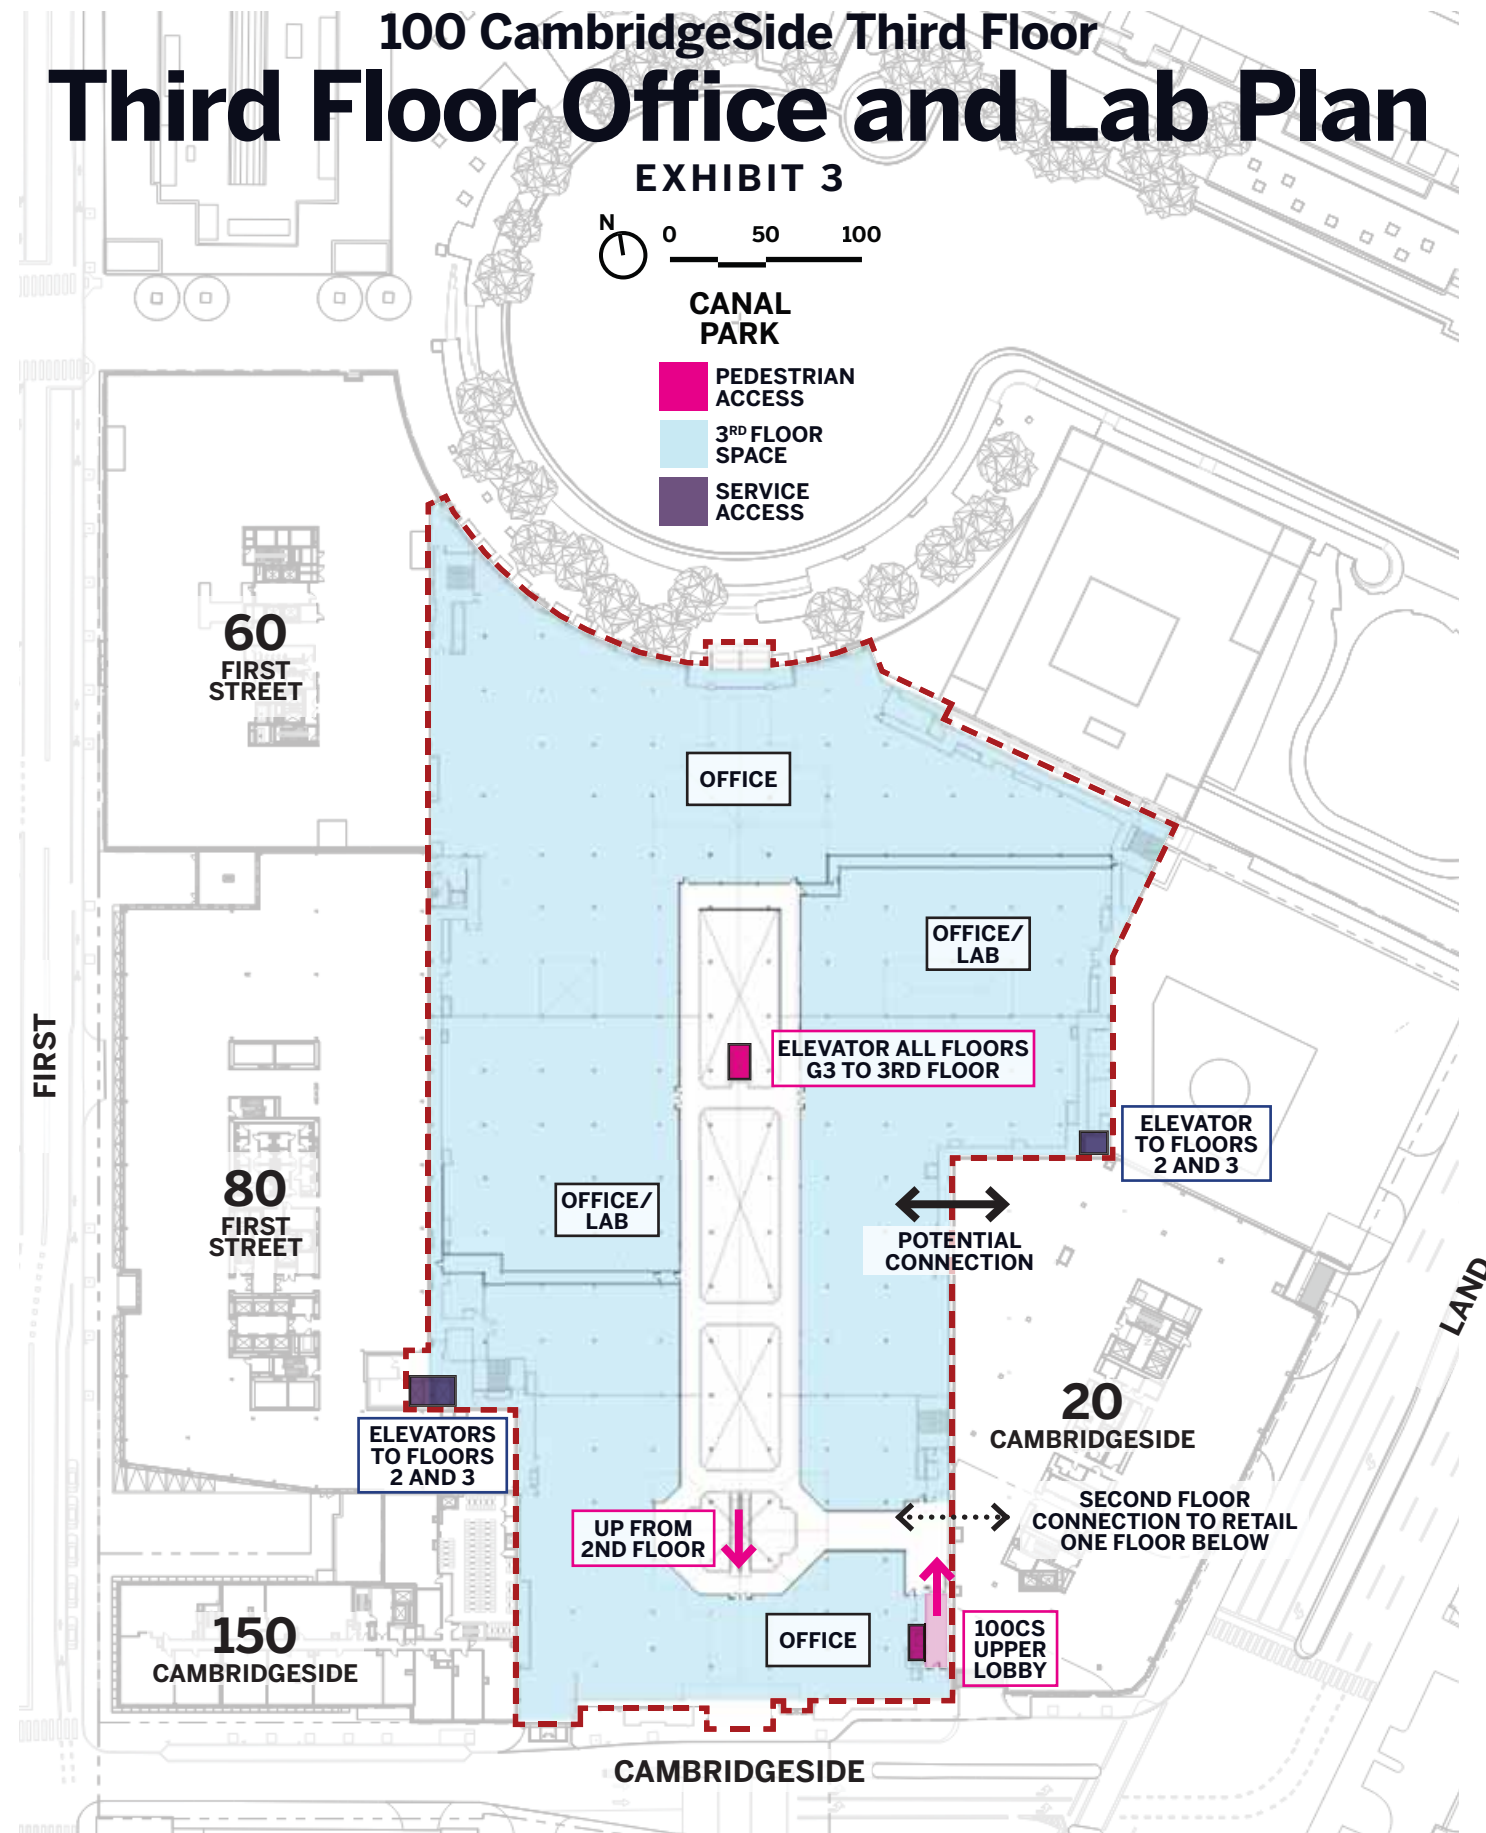 100 CambridgeSide Third Floor
Third Floor Office and Lab Plan
EXHIBIT 3
N
0 50 100
CANAL
PARK
PEDESTRIAN
ACCESS
3RD FLOOR
SPACE
SERVICE
ACCESS
60
FIRST
STREET
OFFICE
OFFICE/
LAB
FIRST
ELEVATOR ALL FLOORS
G3 TO 3RD FLOOR
ELEVATOR
TO FLOORS
2 AND 3
80
FIRST
STREET
OFFICE/
LAB
POTENTIAL
CONNECTION
LAND
20
CAMBRIDGESIDE
ELEVATORS
TO FLOORS
2 AND 3
SECOND FLOOR
CONNECTION TO RETAIL
ONE FLOOR BELOW
UP FROM
2ND FLOOR
150
CAMBRIDGESIDE
OFFICE
100CS
UPPER
LOBBY
CAMBRIDGESIDE